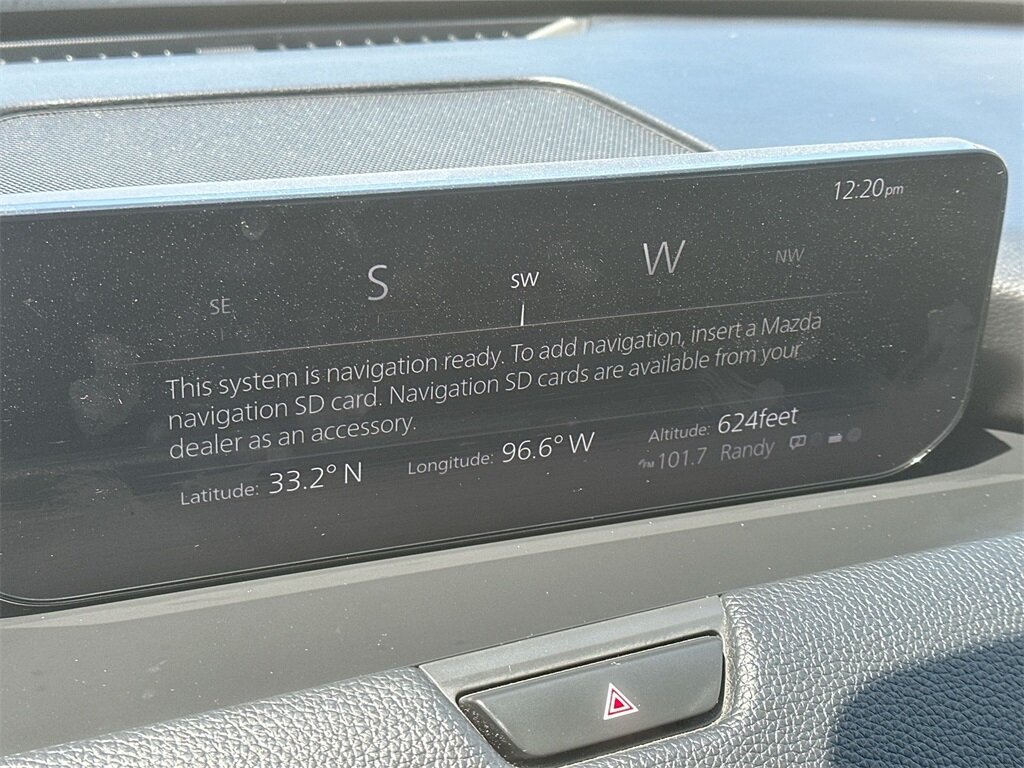 12:20pm
SE S SW W NW
This system is navigation ready. To add navigation, insert a Mazda
navigation SD card. Navigation SD cards are available from your
dealer as an accessory.
Latitude: 33.2° N Longitude: 96.6° W Altitude: 624feet
FM 101.7 Randy